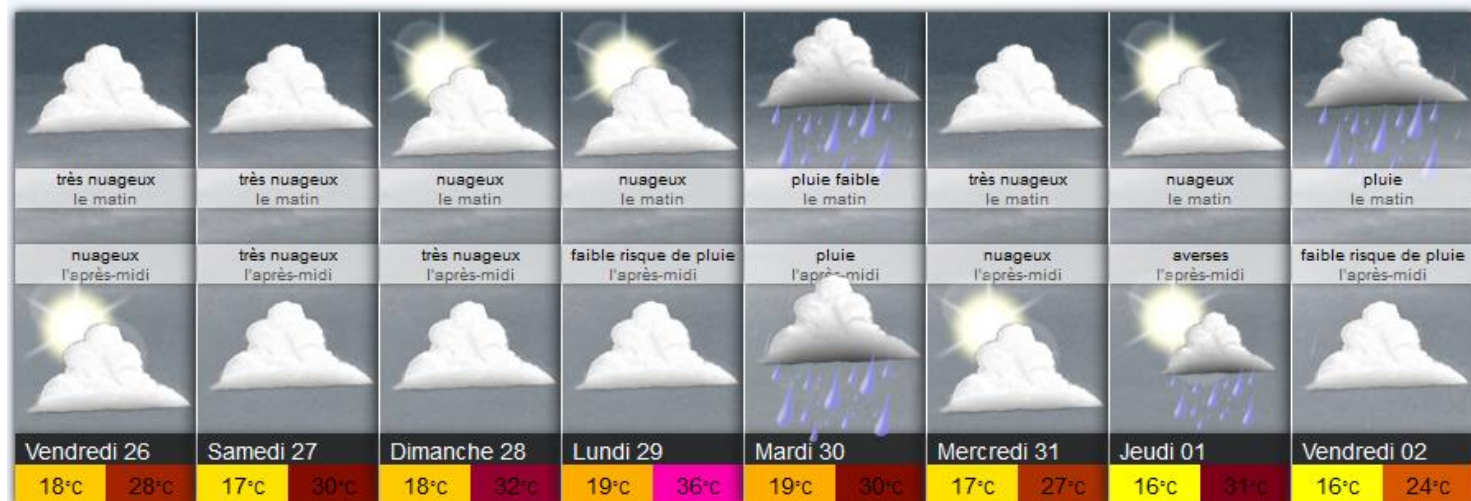 très nuageux
le matin
très nuageux
le matin
nuageux
le matin
nuageux
le matin
pluie faible
le matin
très nuageux
le matin
nuageux
le matin
pluie
le matin
nuageux
l'après-midi
très nuageux
l'après-midi
très nuageux
l'après-midi
faible risque de pluie
l'après-midi
pluie
l'après-midi
nuageux
l'après-midi
averses
l'après-midi
faible risque de pluie
l'après-midi
Vendredi 26 Samedi 27 Dimanche 28 Lundi 29 Mardi 30 Mercredi 31 Jeudi 01 Vendredi 02
18°C 28°C 17°C 30°C 18°C 32°C 19°C 36°C 19°C 30°C 17°C 27°C 16°C 31°C 16°C 24°C